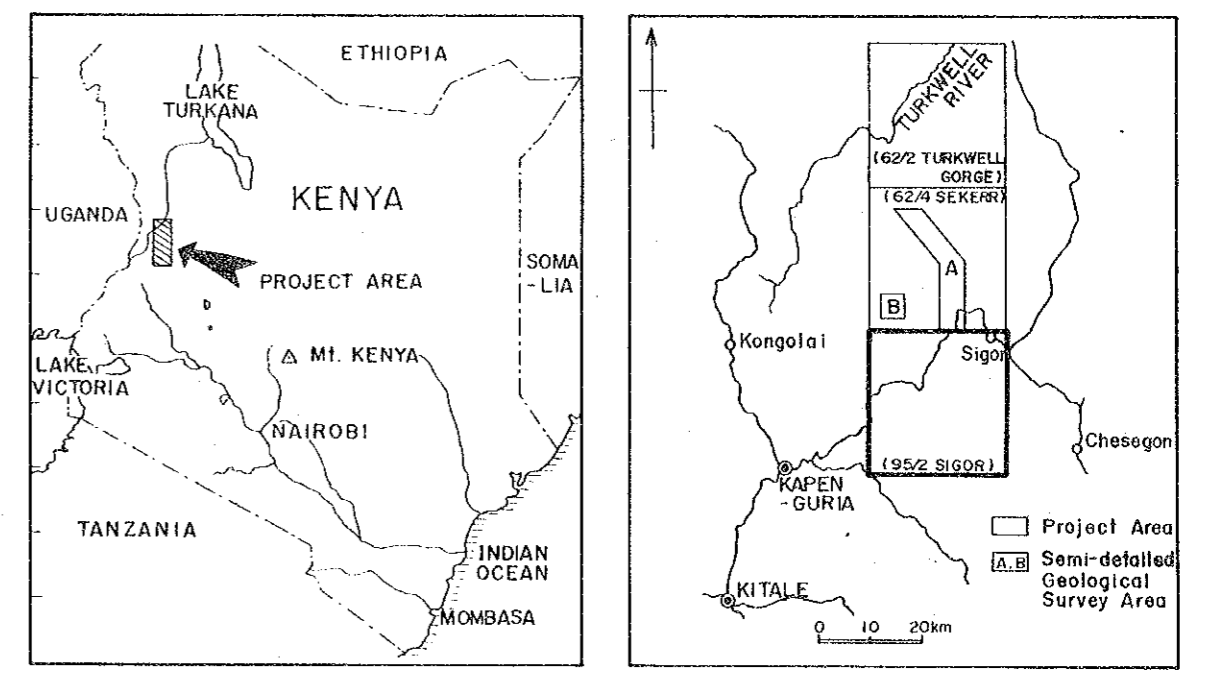 ETHIOPIA
LAKE
TURKANA
KENYA
UGANDA
PROJECT AREA
SOMA
-LIA
Mt. KENYA
LAKE
VICTORIA
NAIROBI
TANZANIA
INDIAN
OCEAN
MOMBASA
TURKWELL
RIVER
(62/2 TURKWELL
GORGE)
(62/4 SEKERR)
A
B
Kongolai
Sigor
Chesegon
(95/2 SIGOR)
KAPEN
-GURIA
Project Area
A,B Semi-detailed
Geological
Survey Area
KITALE
0 10 20km